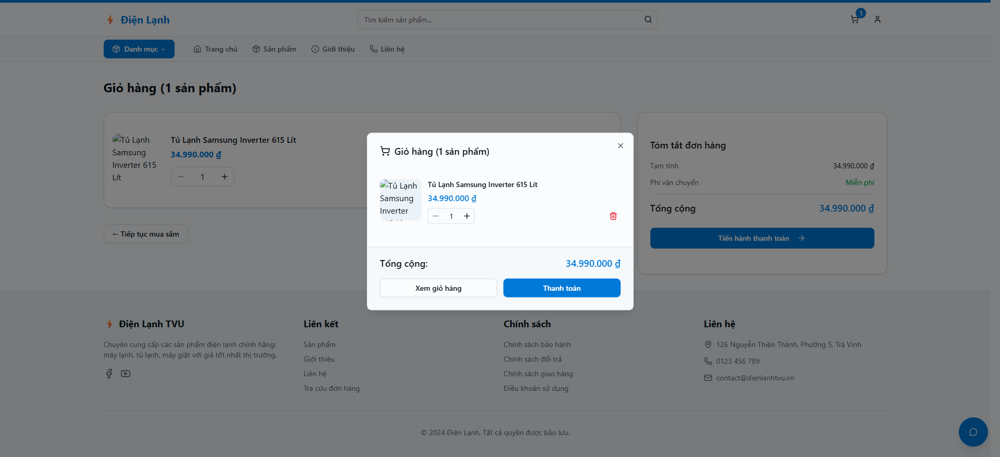 Điện Lạnh
Tìm kiếm sản phẩm...
1
Danh mục
Trang chủ
Sản phẩm
Giới thiệu
Liên hệ
Giỏ hàng (1 sản phẩm)
Tủ Lạnh
Samsung
Inverter 615
Lít
Tủ Lạnh Samsung Inverter 615 Lít
34.990.000 ₫
1
← Tiếp tục mua sắm
Giỏ hàng (1 sản phẩm)
Tủ Lạnh
Samsung
Inverter
Tủ Lạnh Samsung Inverter 615 Lít
34.990.000 ₫
1
Tổng cộng:
34.990.000 ₫
Xem giỏ hàng
Thanh toán
Tóm tắt đơn hàng
Tạm tính
34.990.000 ₫
Phí vận chuyển
Miễn phí
Tổng cộng
34.990.000 ₫
Tiến hành thanh toán →
Điện Lạnh TVU
Chuyên cung cấp các sản phẩm điện lạnh chính hãng:
máy lạnh, tủ lạnh, máy giặt với giá tốt nhất thị trường.
Liên kết
Sản phẩm
Giới thiệu
Liên hệ
Tra cứu đơn hàng
Chính sách
Chính sách bảo hành
Chính sách đổi trả
Chính sách giao hàng
Điều khoản sử dụng
Liên hệ
126 Nguyễn Thiện Thành, Phường 5, Trà Vinh
0123 456 789
contact@dienlanhtvu.vn
© 2024 Điện Lạnh. Tất cả quyền được bảo lưu.